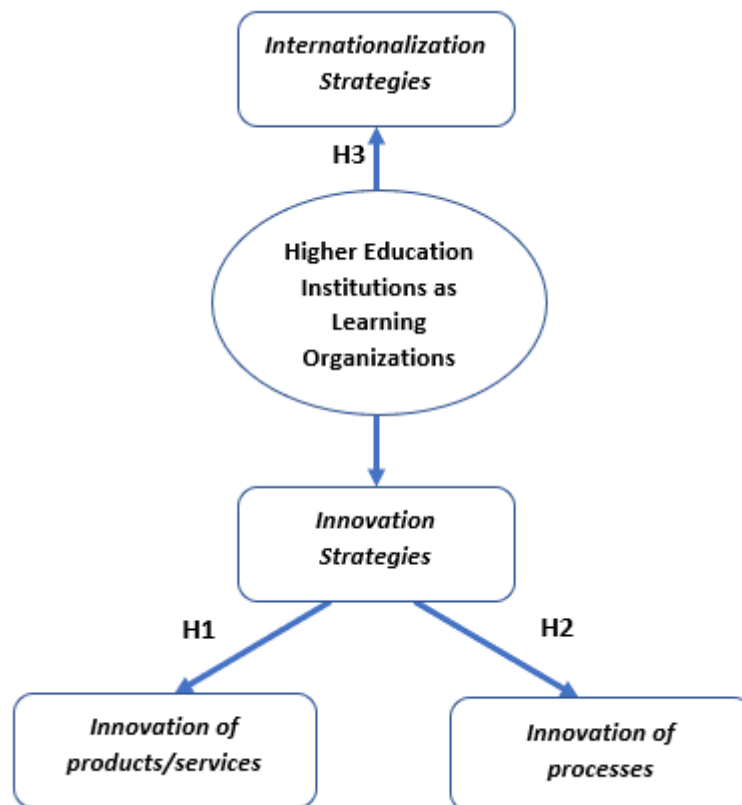 Internationalization
Strategies
H3
Higher Education
Institutions as
Learning
Organizations
Innovation
Strategies
H1
H2
Innovation of
products/services
Innovation of
processes